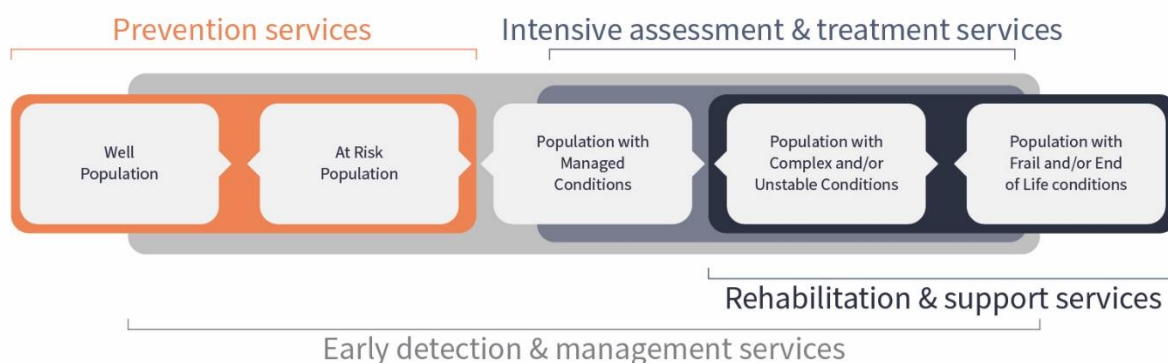 Prevention services
Intensive assessment & treatment services
Well
Population
At Risk
Population
Population with
Managed
Conditions
Population with
Complex and/or
Unstable Conditions
Population with
Frail and/or End
of Life conditions
Rehabilitation & support services
Early detection & management services